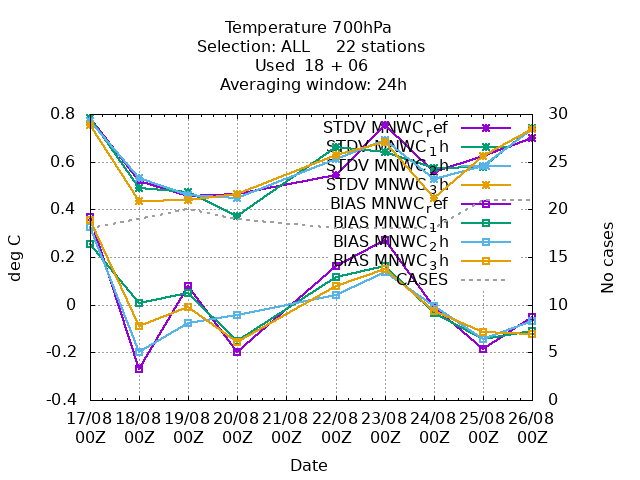 Temperature 700hPa
Selection: ALL 22 stations
Used 18 + 06
Averaging window: 24h
0.8 30
STDV MNWC_ref
STDV MNWC_1h
0.6 25
STDV MNWC_2h
STDV MNWC_3h
BIAS MNWC_ref
0.4 20
BIAS MNWC_1h
BIAS MNWC_2h
0.2 15
BIAS MNWC_3h
CASES
0 10
-0.2 5
-0.4 0
deg C
No cases
17/08 18/08 19/08 20/08 21/08 22/08 23/08 24/08 25/08 26/08
00Z 00Z 00Z 00Z 00Z 00Z 00Z 00Z 00Z 00Z
Date